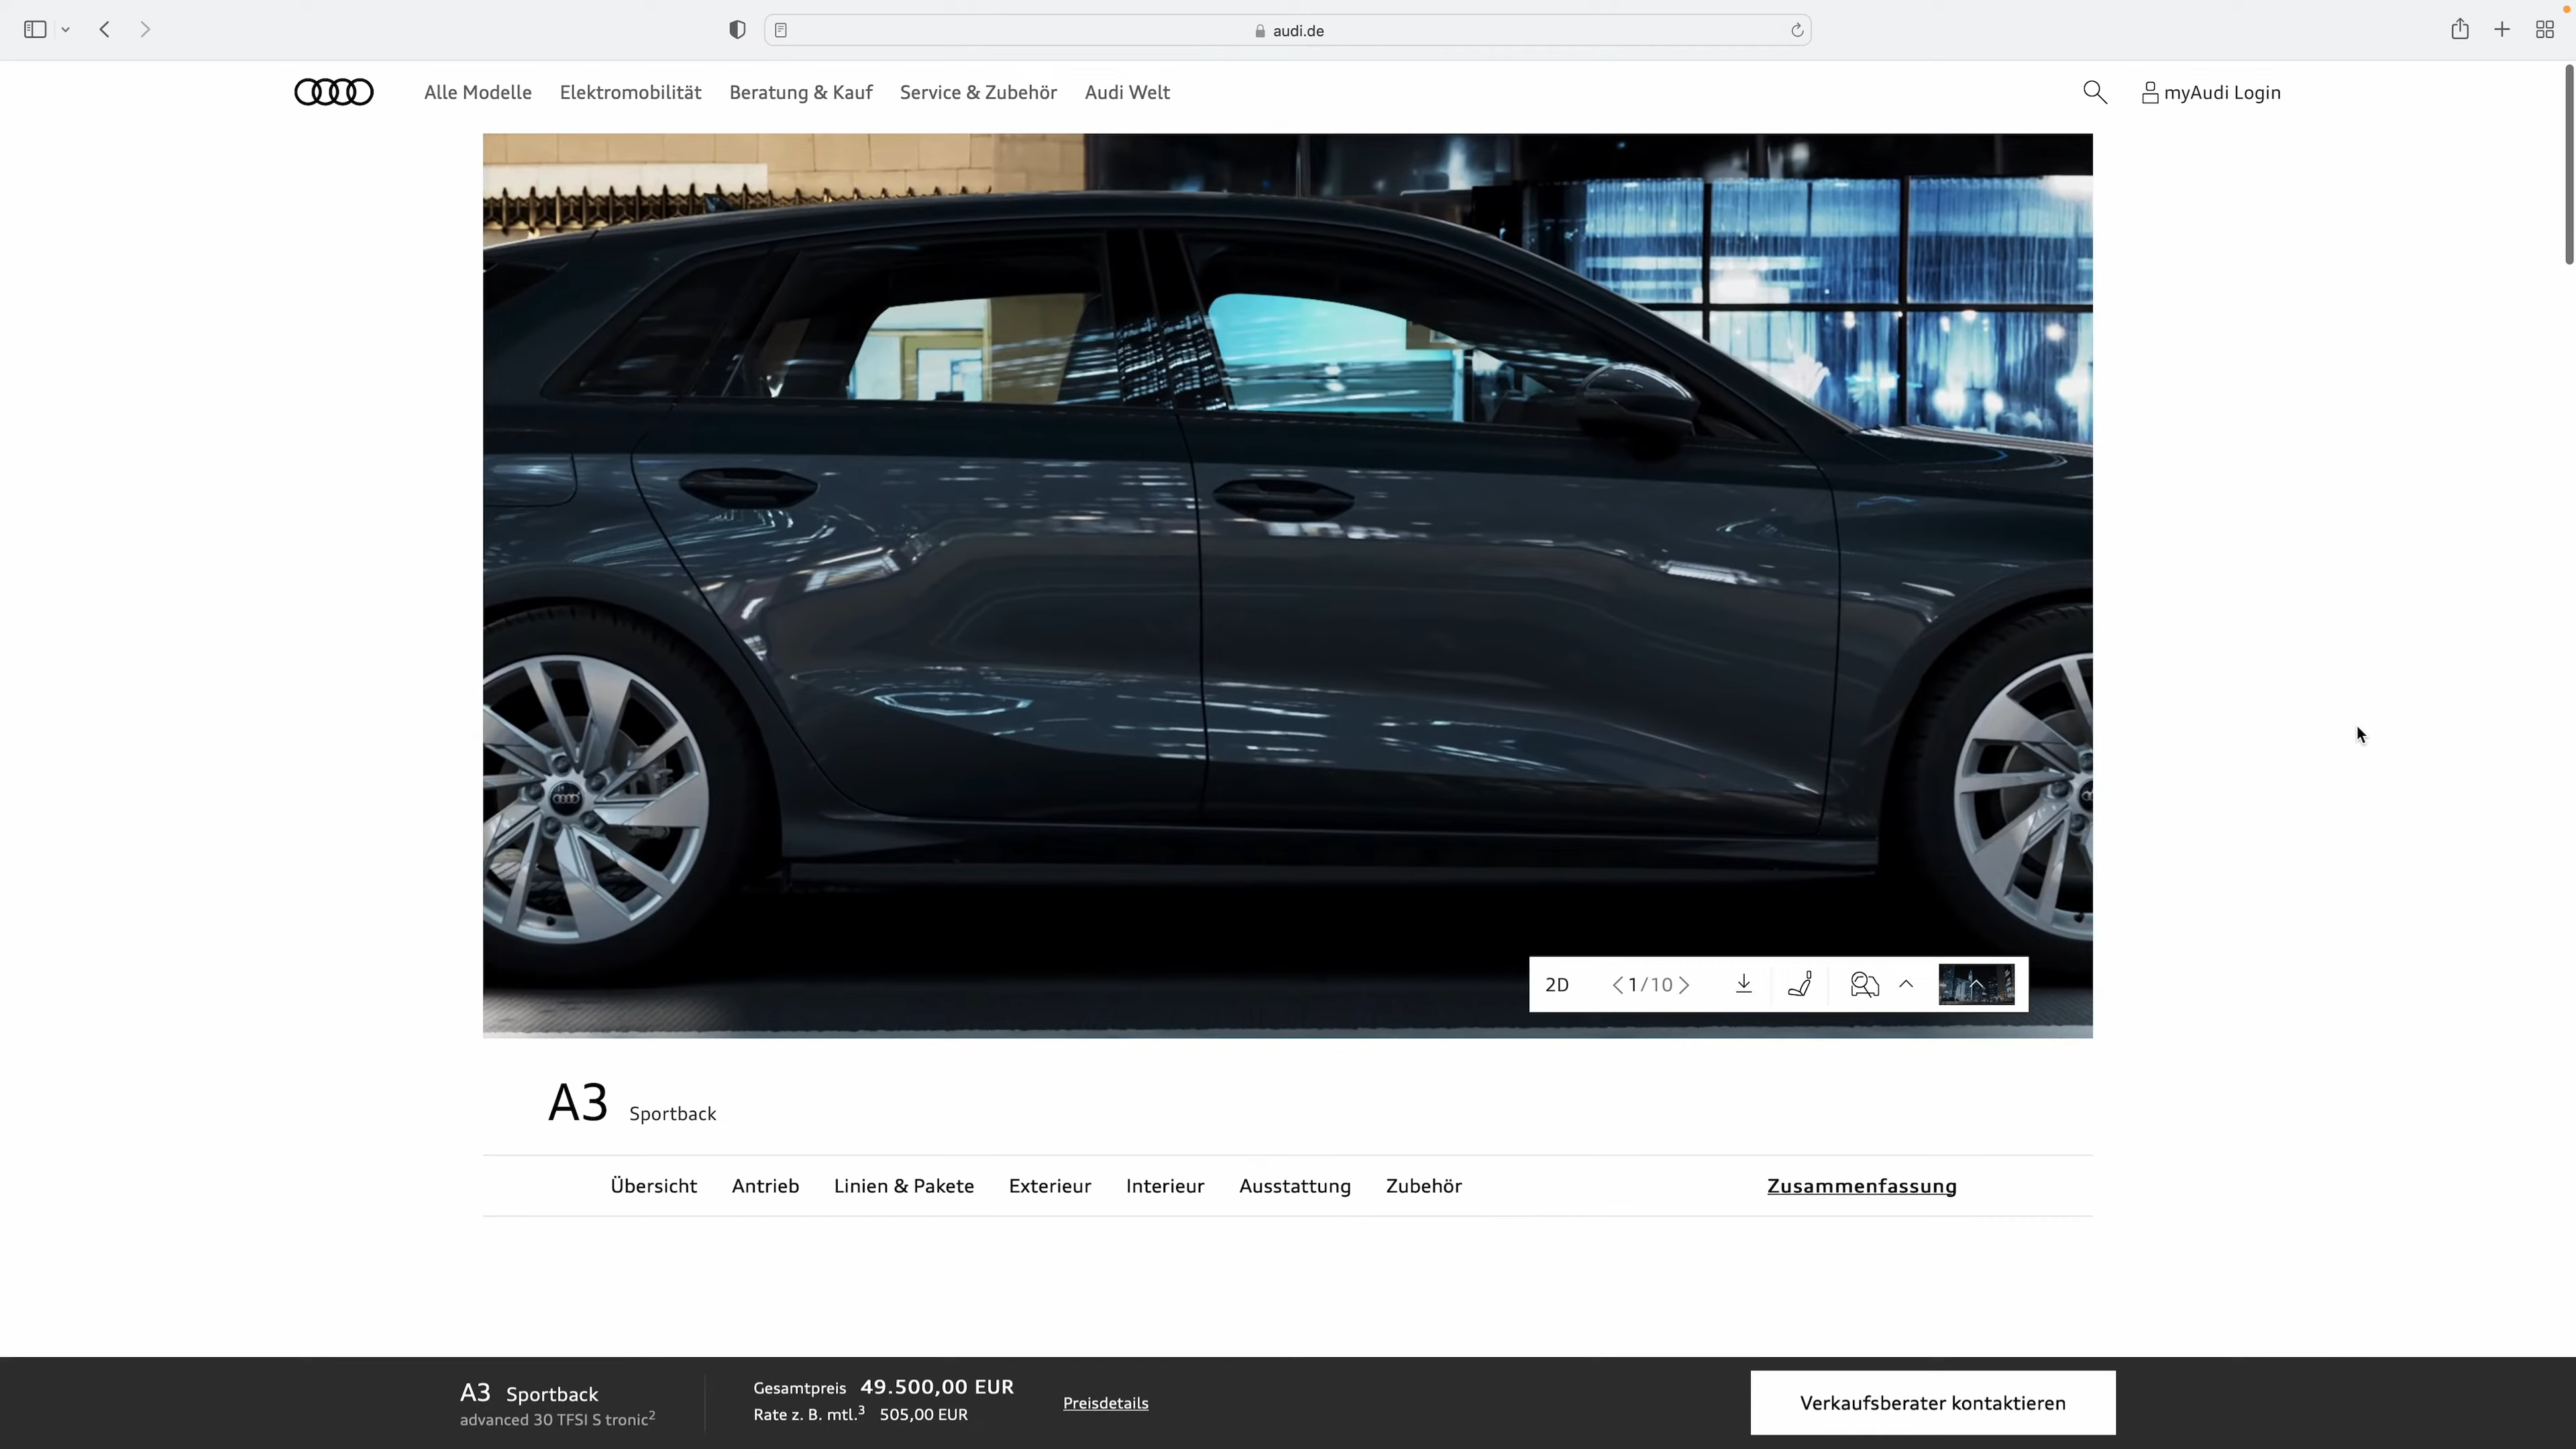 audi.de
Alle Modelle Elektromobilität Beratung & Kauf Service & Zubehör Audi Welt myAudi Login
2D 1/10
A3 Sportback
Übersicht Antrieb Linien & Pakete Exterieur Interieur Ausstattung Zubehör Zusammenfassung
A3 Sportback
advanced 30 TFSI S tronic²
Gesamtpreis 49.500,00 EUR
Rate z. B. mtl.³ 505,00 EUR
Preisdetails
Verkaufsberater kontaktieren